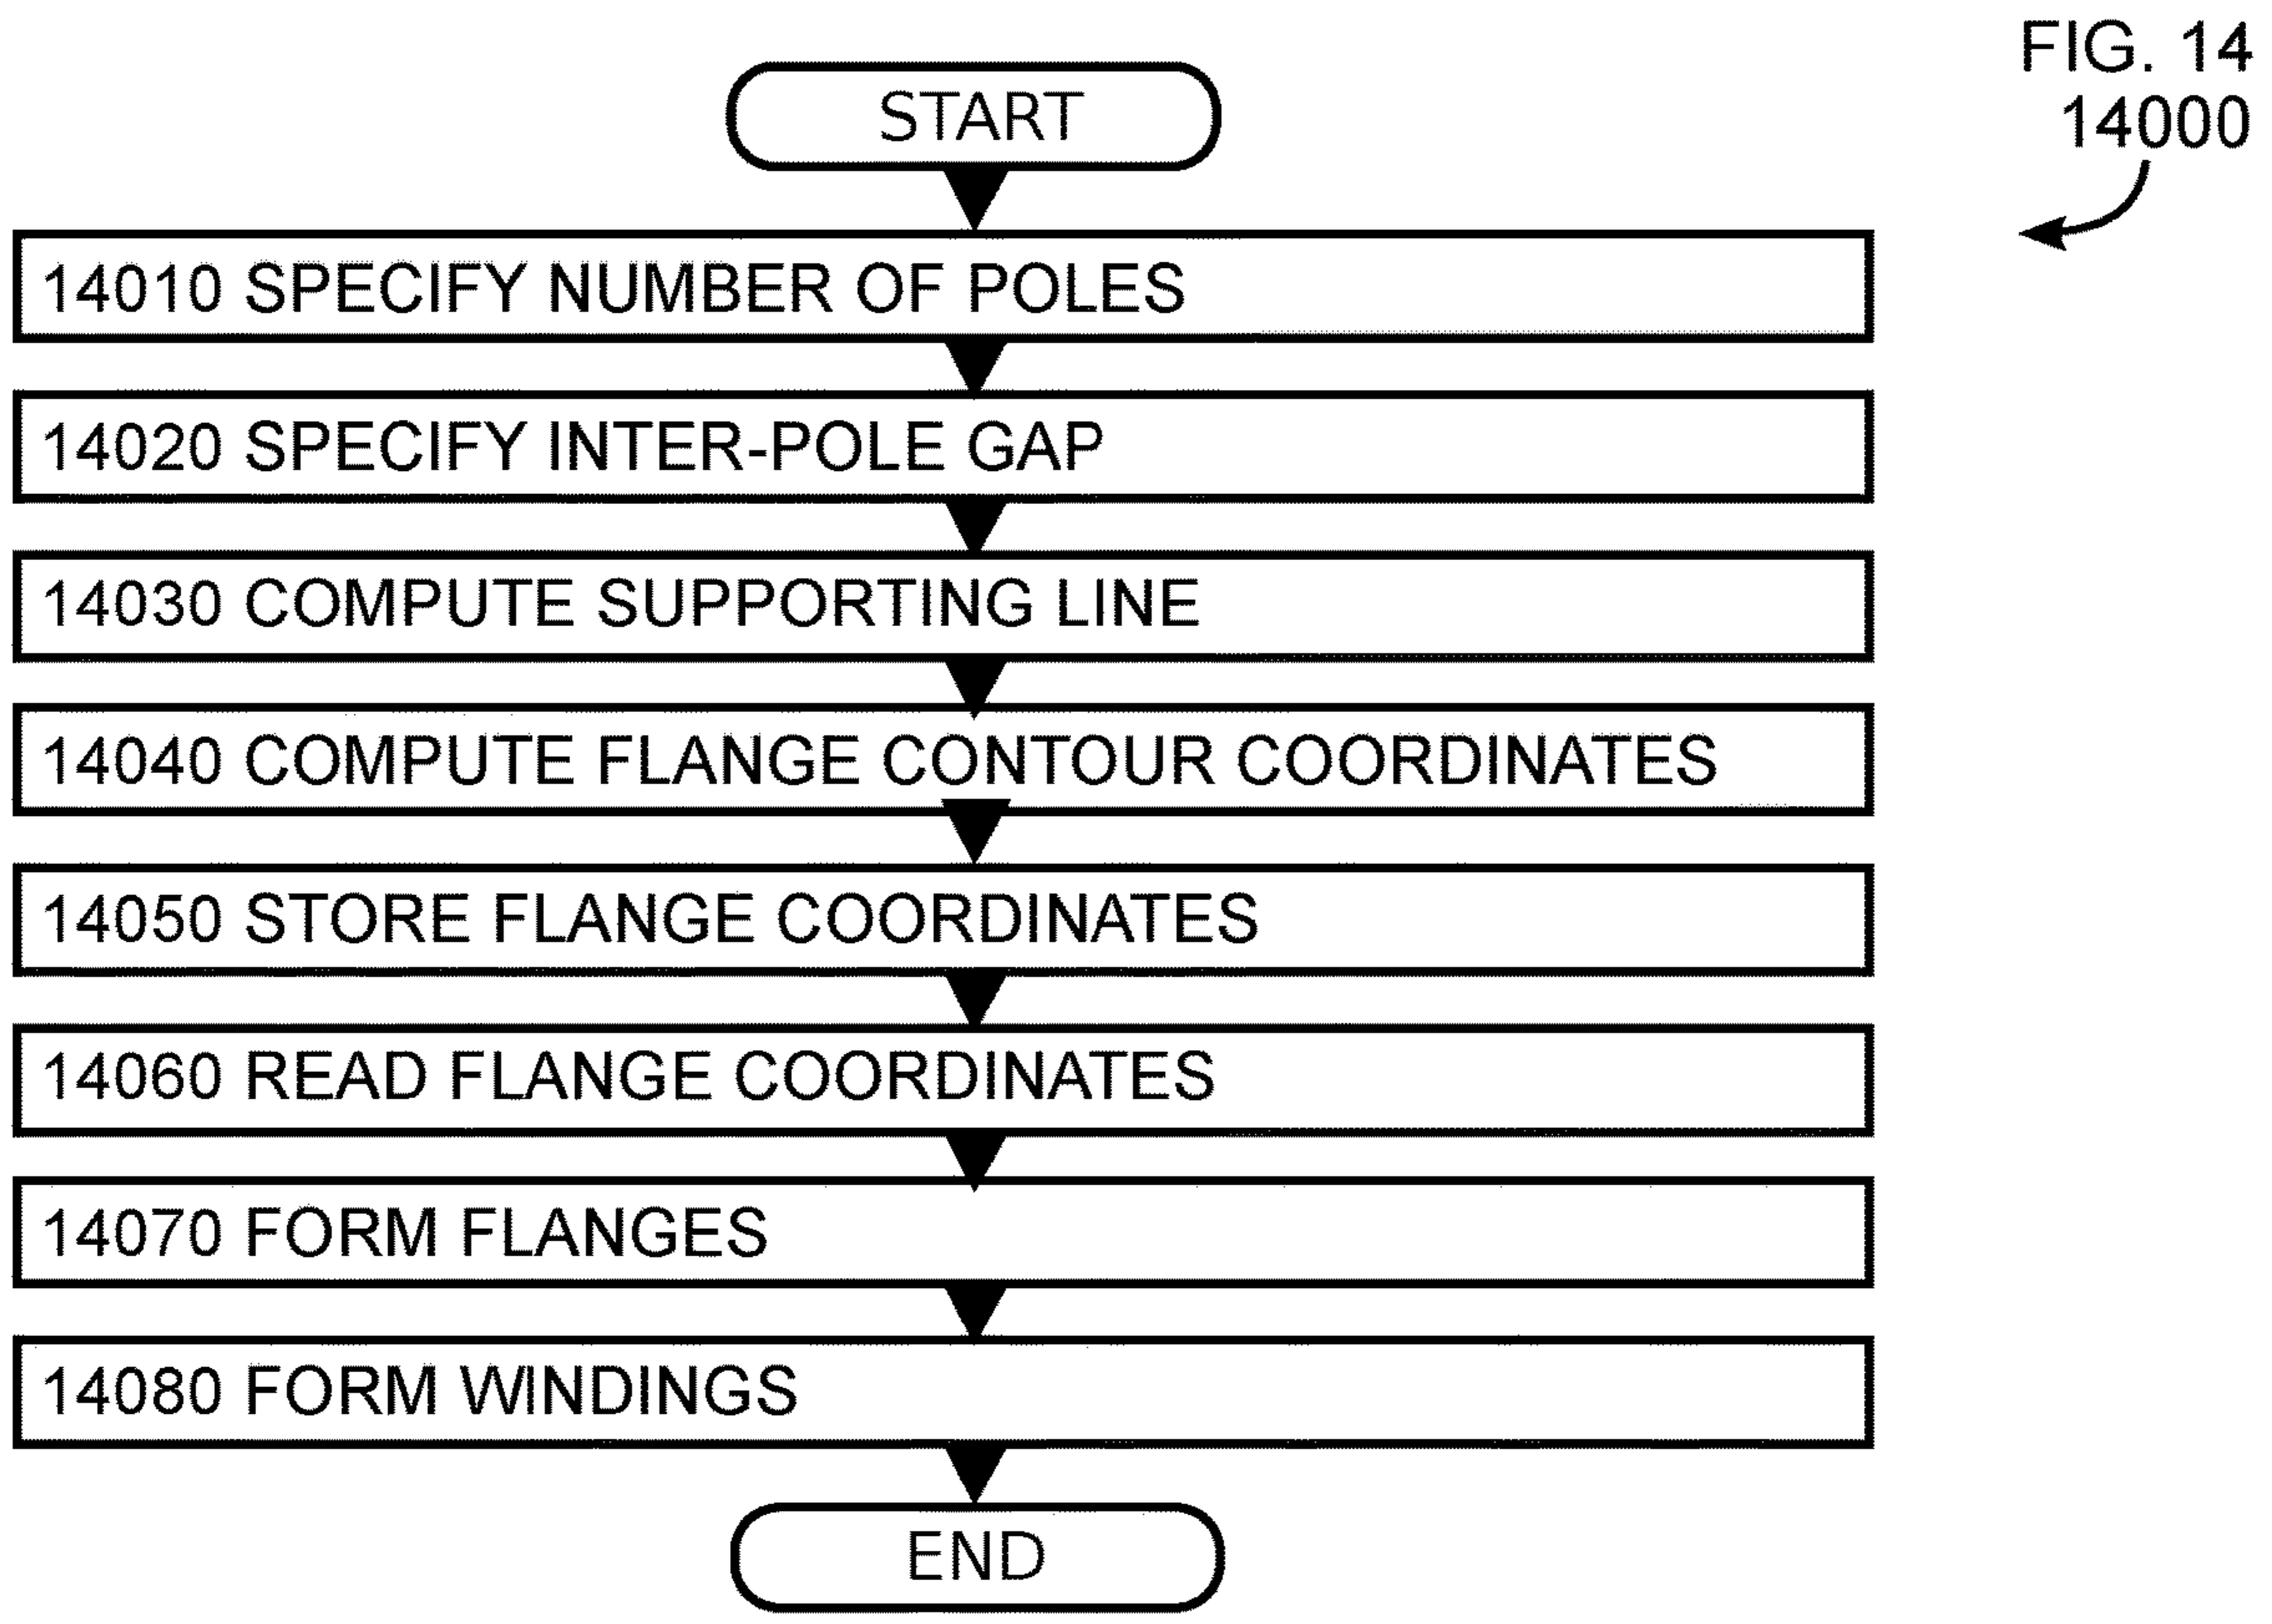 FIG. 14
14000
START
14010 SPECIFY NUMBER OF POLES
14020 SPECIFY INTER-POLE GAP
14030 COMPUTE SUPPORTING LINE
14040 COMPUTE FLANGE CONTOUR COORDINATES
14050 STORE FLANGE COORDINATES
14060 READ FLANGE COORDINATES
14070 FORM FLANGES
14080 FORM WINDINGS
END